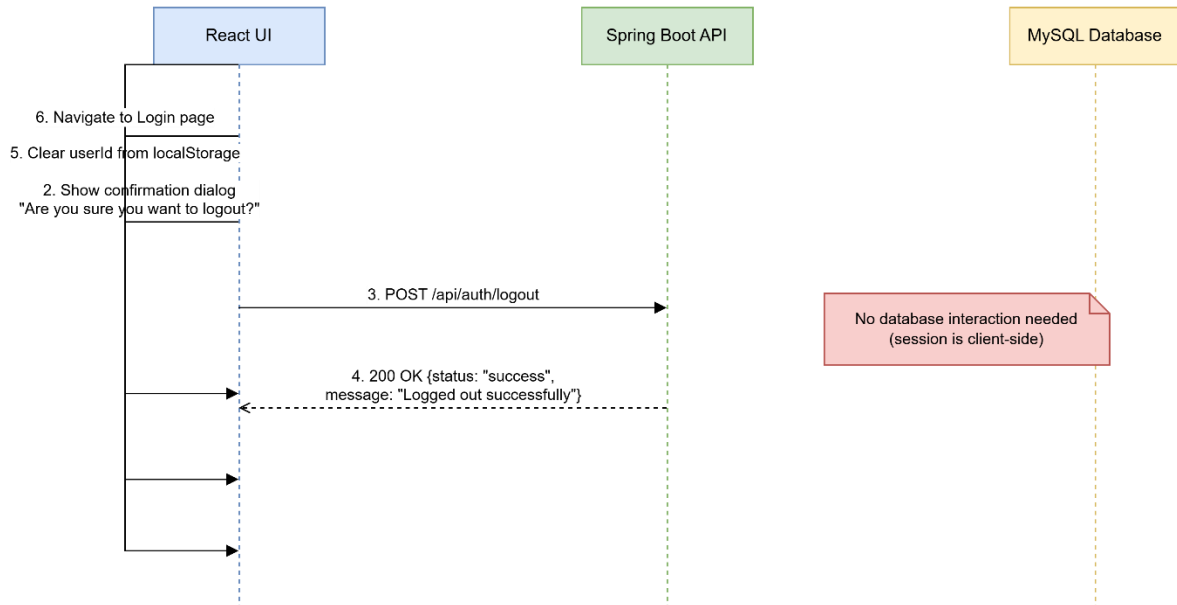 React UI
Spring Boot API
MySQL Database
6. Navigate to Login page
5. Clear userId from localStorage
2. Show confirmation dialog
"Are you sure you want to logout?"
3. POST /api/auth/logout
No database interaction needed
(session is client-side)
4. 200 OK {status: "success",
message: "Logged out successfully"}